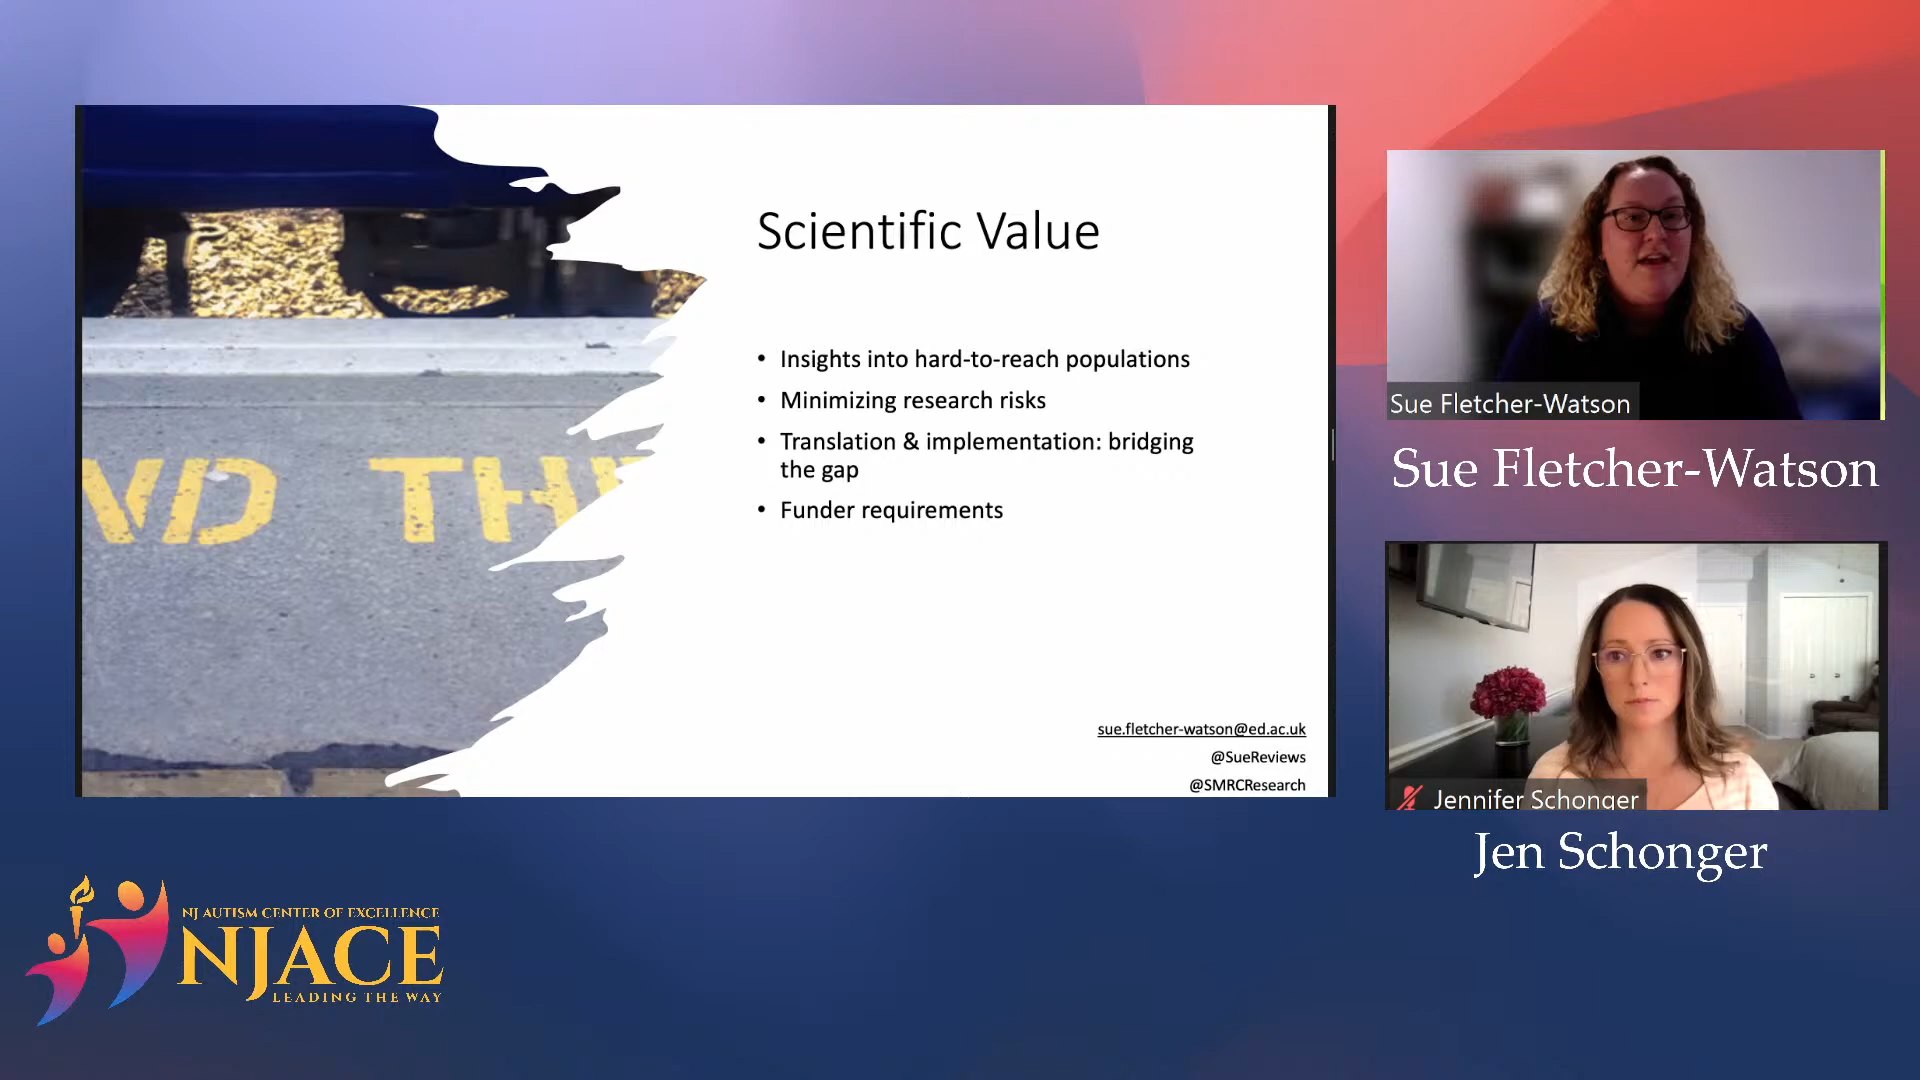 ND THE
Scientific Value
• Insights into hard-to-reach populations
• Minimizing research risks
• Translation & implementation: bridging
the gap
• Funder requirements
sue.fletcher-watson@ed.ac.uk
@SueReviews
@SMRCResearch
Sue Fletcher-Watson
Sue Fletcher-Watson
Jennifer Schonger
Jen Schonger
NJ AUTISM CENTER OF EXCELLENCE
NJACE
LEADING THE WAY